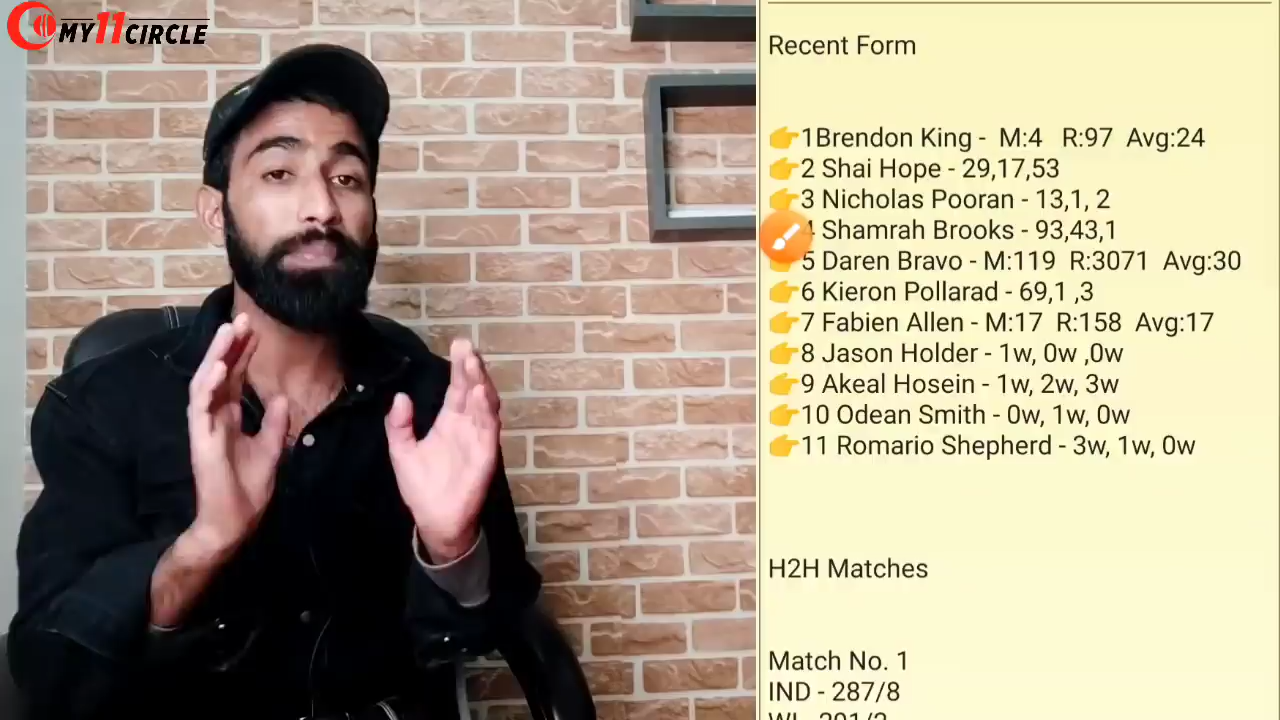 MY11CIRCLE
Recent Form
👉1Brendon King - M:4 R:97 Avg:24
👉2 Shai Hope - 29,17,53
👉3 Nicholas Pooran - 13,1, 2
4 Shamrah Brooks - 93,43,1
👉5 Daren Bravo - M:119 R:3071 Avg:30
👉6 Kieron Pollarad - 69,1 ,3
👉7 Fabien Allen - M:17 R:158 Avg:17
👉8 Jason Holder - 1w, 0w ,0w
👉9 Akeal Hosein - 1w, 2w, 3w
👉10 Odean Smith - 0w, 1w, 0w
👉11 Romario Shepherd - 3w, 1w, 0w
H2H Matches
Match No. 1
IND - 287/8